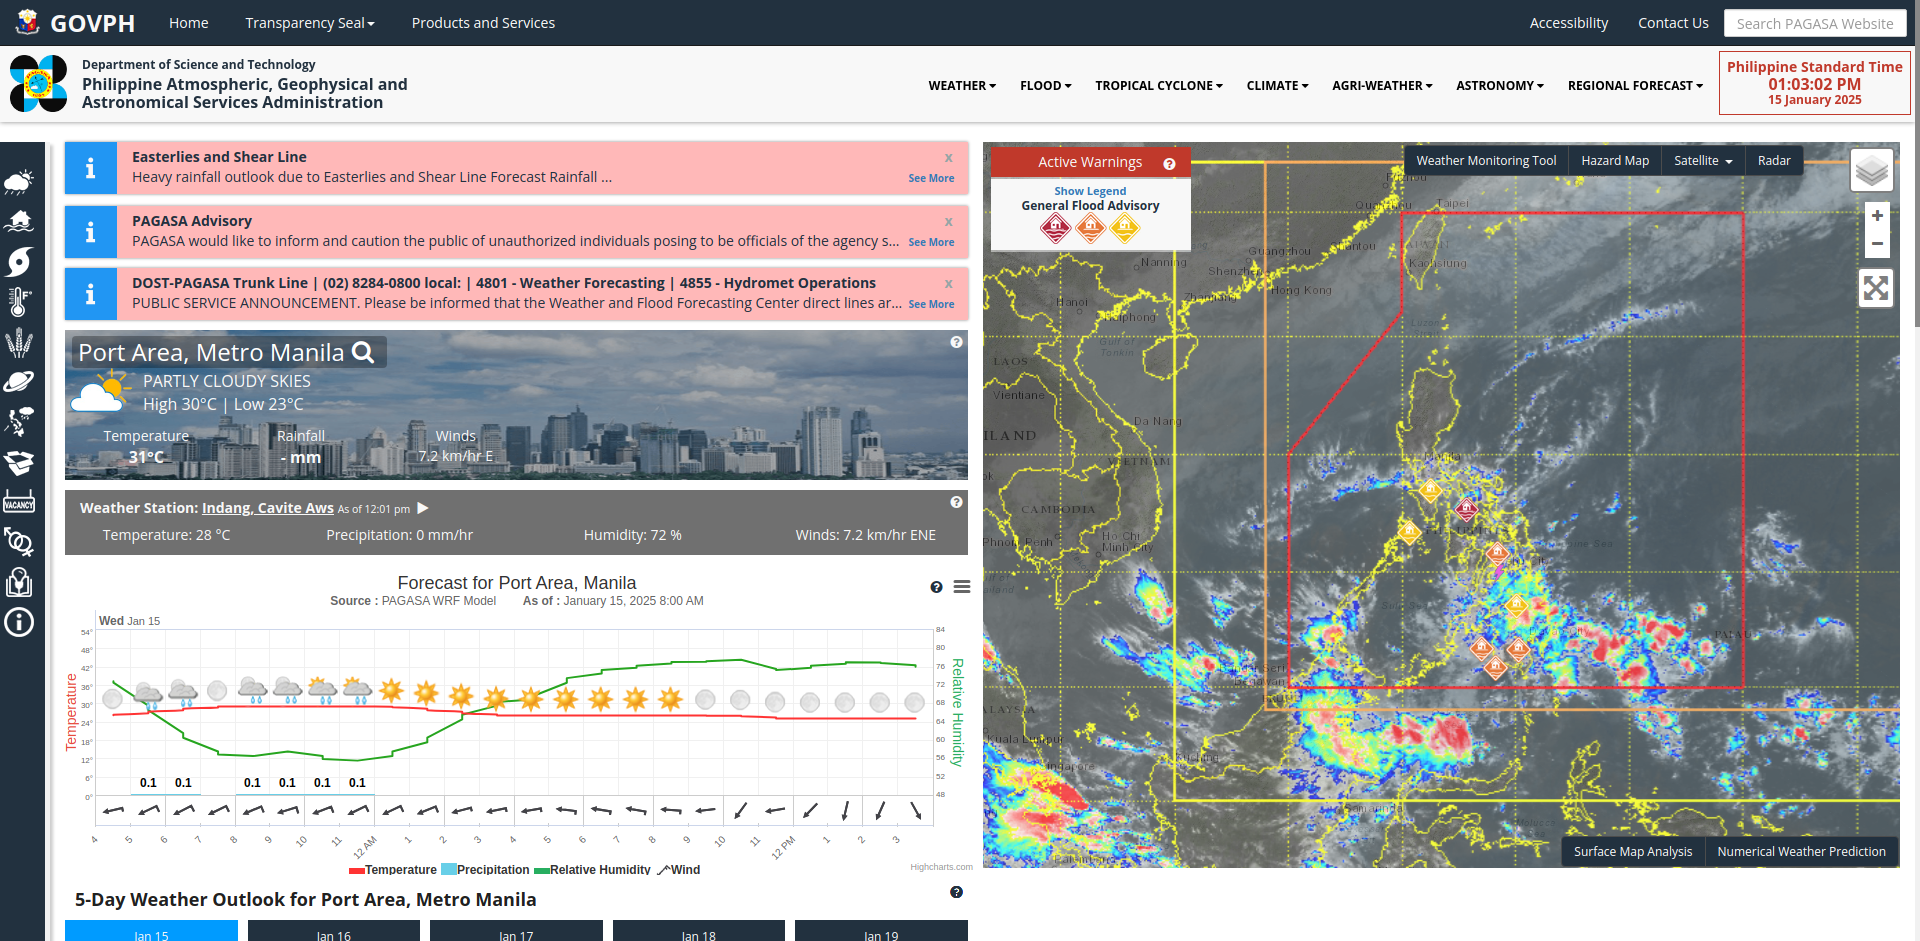 GOVPH
Home
Transparency Seal
Products and Services
Accessibility
Contact Us
Search PAGASA Website
Department of Science and Technology
Philippine Atmospheric, Geophysical and
Astronomical Services Administration
WEATHER
FLOOD
TROPICAL CYCLONE
CLIMATE
AGRI-WEATHER
ASTRONOMY
REGIONAL FORECAST
Philippine Standard Time
01:03:02 PM
15 January 2025
VACANCY
Easterlies and Shear Line
x
Heavy rainfall outlook due to Easterlies and Shear Line Forecast Rainfall ...
See More
PAGASA Advisory
x
PAGASA would like to inform and caution the public of unauthorized individuals posing to be officials of the agency s...
See More
DOST-PAGASA Trunk Line | (02) 8284-0800 local: | 4801 - Weather Forecasting | 4855 - Hydromet Operations
x
PUBLIC SERVICE ANNOUNCEMENT. Please be informed that the Weather and Flood Forecasting Center direct lines ar...
See More
Port Area, Metro Manila
PARTLY CLOUDY SKIES
High 30°C | Low 23°C
Temperature
31°C
Rainfall
- mm
Winds
7.2 km/hr E
Weather Station: Indang, Cavite Aws As of 12:01 pm
Temperature: 28 °C
Precipitation: 0 mm/hr
Humidity: 72 %
Winds: 7.2 km/hr ENE
Forecast for Port Area, Manila
Source : PAGASA WRF Model As of : January 15, 2025 8:00 AM
Wed Jan 15
Temperature
54°
48°
42°
36°
30°
24°
18°
12°
6°
0°
84
80
76
72
68
64
60
56
52
48
Relative Humidity
0.1 0.1 0.1 0.1 0.1 0.1
4 5 6 7 8 9 10 11 12 AM 1 2 3 4 5 6 7 8 9 10 11 12 PM 1 2 3
Temperature Precipitation Relative Humidity Wind
Highcharts.com
5-Day Weather Outlook for Port Area, Metro Manila
Jan 15
Jan 16
Jan 17
Jan 18
Jan 19
Active Warnings
Show Legend
General Flood Advisory
Weather Monitoring Tool
Hazard Map
Satellite
Radar
+
−
Taipei
Guangzhou
Shantou
TAIWAN
Kaohsiung
Nanning
Shenzhen
Hong Kong
Zhanjiang
Hanoi
Haiphong
Gulf of
Tonkin
Luzon
LAOS
Vientiane
Da Nang
VIETNAM
CAMBODIA
Phnom Penh
Ho Chi
Minh City
PALAU
Bandar Seri
Begawan
Kuala Lumpur
Singapore
Kuching
Surface Map Analysis
Numerical Weather Prediction